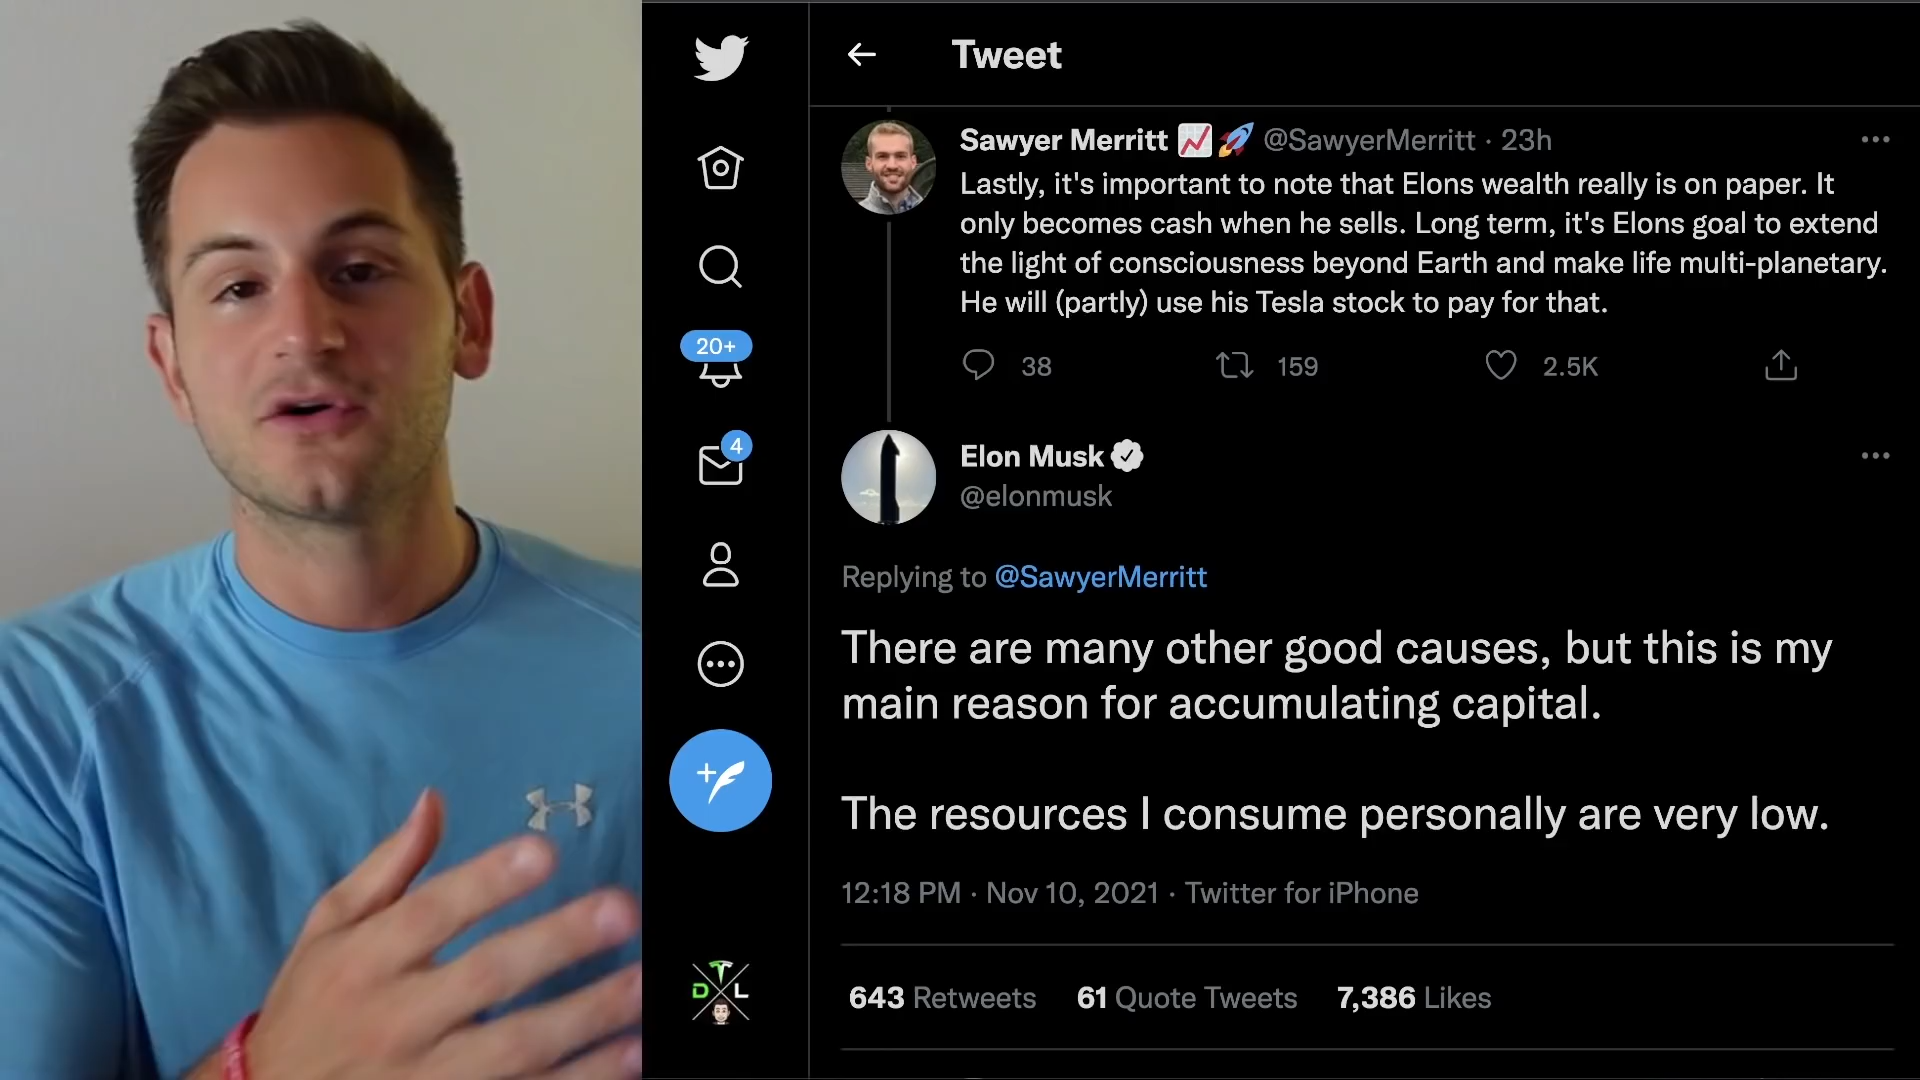 Tweet
Sawyer Merritt 📈🚀 @SawyerMerritt · 23h
Lastly, it's important to note that Elons wealth really is on paper. It
only becomes cash when he sells. Long term, it's Elons goal to extend
the light of consciousness beyond Earth and make life multi-planetary.
He will (partly) use his Tesla stock to pay for that.
38 159 2.5K
20+
4
Elon Musk
@elonmusk
Replying to @SawyerMerritt
There are many other good causes, but this is my
main reason for accumulating capital.
The resources I consume personally are very low.
12:18 PM · Nov 10, 2021 · Twitter for iPhone
643 Retweets 61 Quote Tweets 7,386 Likes
D L